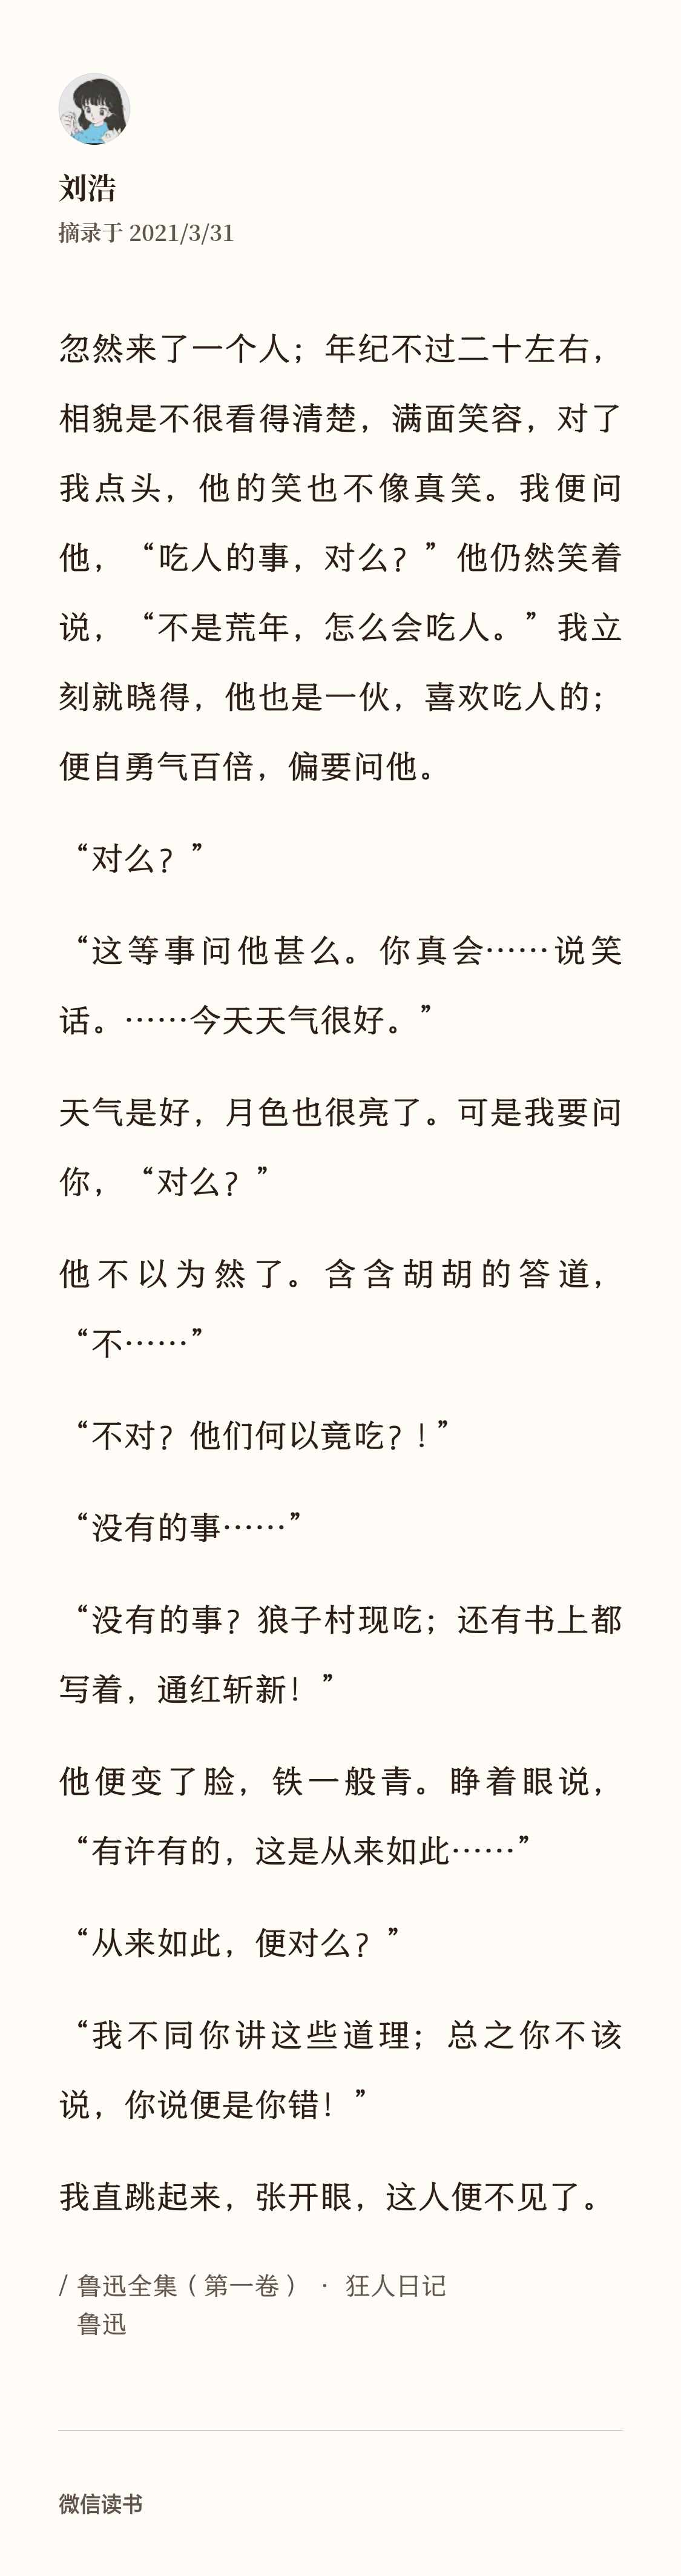 刘浩
摘录于 2021/3/31
忽然来了一个人；年纪不过二十左右，
相貌是不很看得清楚，满面笑容，对了
我点头，他的笑也不像真笑。我便问
他，“吃人的事，对么？”他仍然笑着
说，“不是荒年，怎么会吃人。”我立
刻就晓得，他也是一伙，喜欢吃人的；
便自勇气百倍，偏要问他。
“对么？”
“这等事问他甚么。你真会……说笑
话。……今天天气很好。”
天气是好，月色也很亮了。可是我要问
你，“对么？”
他不以为然了。含含胡胡的答道，
“不……”
“不对？他们何以竟吃？！”
“没有的事……”
“没有的事？狼子村现吃；还有书上都
写着，通红斩新！”
他便变了脸，铁一般青。睁着眼说，
“有许有的，这是从来如此……”
“从来如此，便对么？”
“我不同你讲这些道理；总之你不该
说，你说便是你错！”
我直跳起来，张开眼，这人便不见了。
/ 鲁迅全集（第一卷） · 狂人日记
鲁迅
微信读书